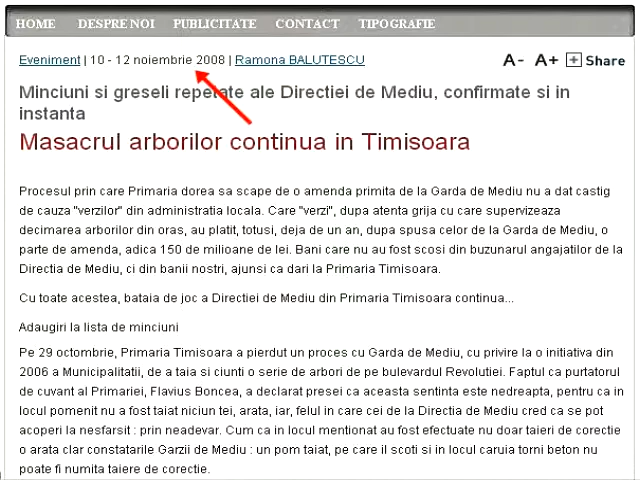 HOME DESPRE NOI PUBLICITATE CONTACT TIPOGRAFIE
Eveniment | 10 - 12 noiembrie 2008 | Ramona BALUTESCU A- A+ Share
Minciuni si greseli repetate ale Directiei de Mediu, confirmate si in
instanta
Masacrul arborilor continua in Timisoara
Procesul prin care Primaria dorea sa scape de o amenda primita de la Garda de Mediu nu a dat castig
de cauza "verzilor" din administratia locala. Care "verzi", dupa atenta grija cu care supervizeaza
decimarea arborilor din oras, au platit, totusi, deja de un an, dupa spusa celor de la Garda de Mediu, o
parte de amenda, adica 150 de milioane de lei. Bani care nu au fost scosi din buzunarul angajatilor de la
Directia de Mediu, ci din banii nostri, ajunsi ca dari la Primaria Timisoara.
Cu toate acestea, bataia de joc a Directiei de Mediu din Primaria Timisoara continua...
Adaugiri la lista de minciuni
Pe 29 octombrie, Primaria Timisoara a pierdut un proces cu Garda de Mediu, cu privire la o initiativa din
2006 a Municipalitatii, de a taia si ciunti o serie de arbori de pe bulevardul Revolutiei. Faptul ca purtatorul
de cuvant al Primariei, Flavius Boncea, a declarat presei ca aceasta sentinta este nedreapta, pentru ca in
locul pomenit nu a fost taiat niciun tei, arata, iar, felul in care cei de la Directia de Mediu cred ca se pot
acoperi la nesfarsit : prin neadevar. Cum ca in locul mentionat au fost efectuate nu doar taieri de corectie
o arata clar constatarile Garzii de Mediu : un pom taiat, pe care il scoti si in locul caruia torni beton nu
poate fi numita taiere de corectie.